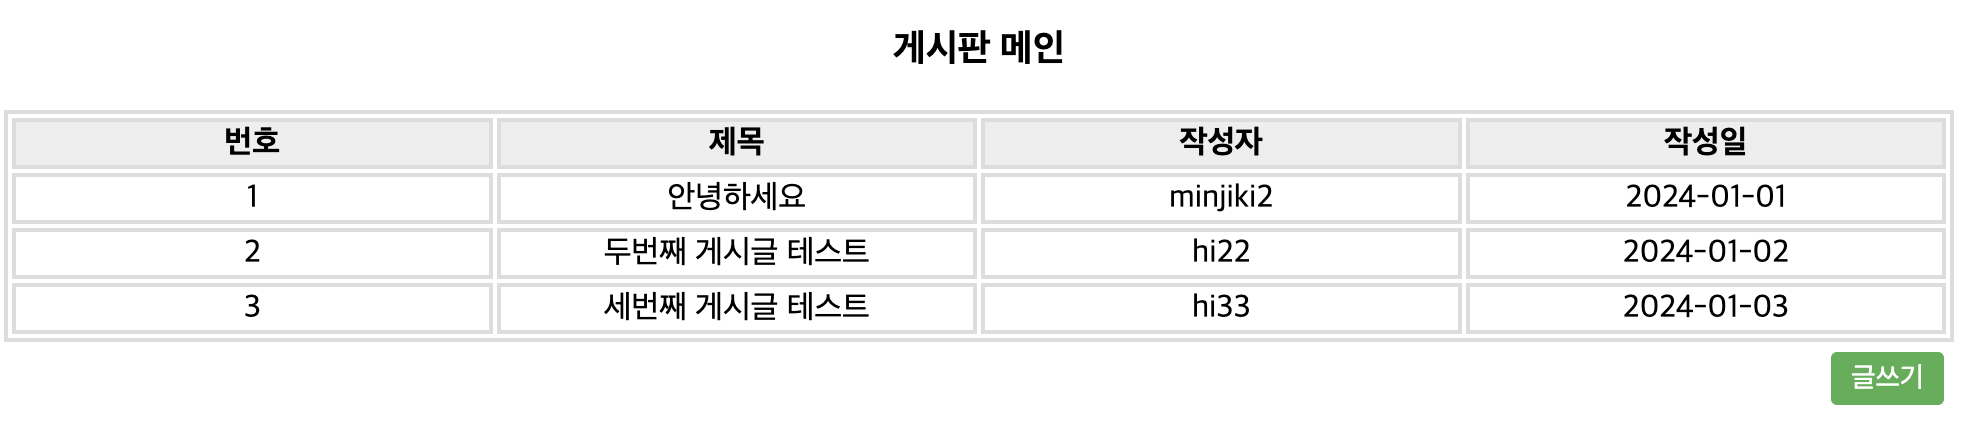 게시판 메인
번호 제목 작성자 작성일
1 안녕하세요 minjiki2 2024-01-01
2 두번째 게시글 테스트 hi22 2024-01-02
3 세번째 게시글 테스트 hi33 2024-01-03
글쓰기